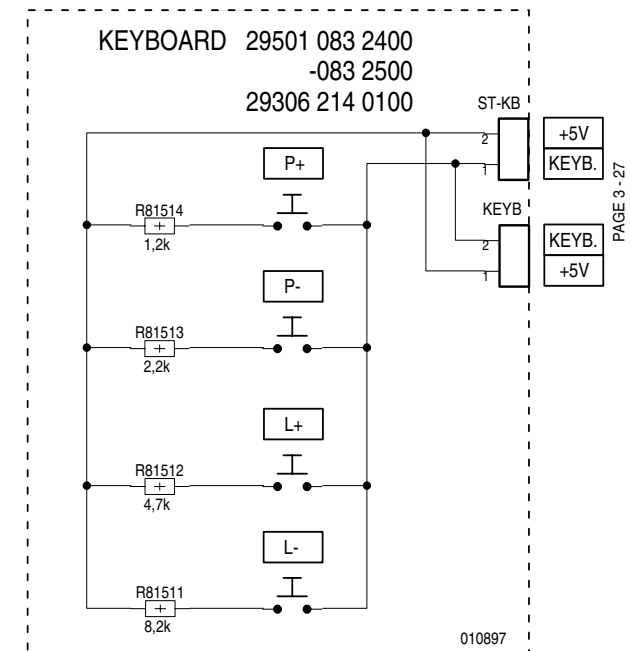 KEYBOARD 29501 083 2400
-083 2500
29306 214 0100
ST-KB
2
+5V
1
KEYB.
KEYB
2
KEYB.
1
+5V
PAGE 3 - 27
P+
R81514
+
1,2k
P-
R81513
+
2,2k
L+
R81512
+
4,7k
L-
R81511
+
8,2k
010897